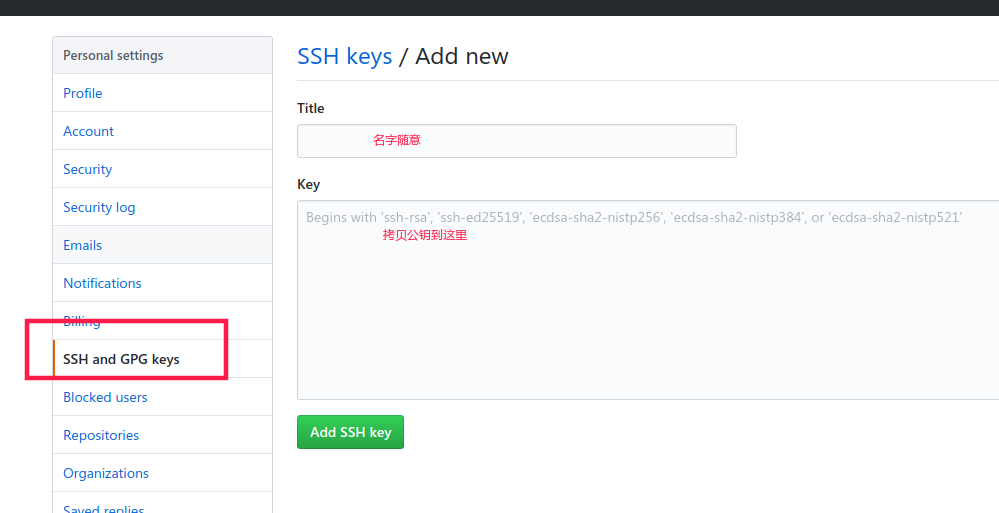 Personal settings
Profile
Account
Security
Security log
Emails
Notifications
Billing
SSH and GPG keys
Blocked users
Repositories
Organizations
Saved replies
SSH keys / Add new
Title
名字随意
Key
Begins with 'ssh-rsa', 'ssh-ed25519', 'ecdsa-sha2-nistp256', 'ecdsa-sha2-nistp384', or 'ecdsa-sha2-nistp521'
拷贝公钥到这里
Add SSH key